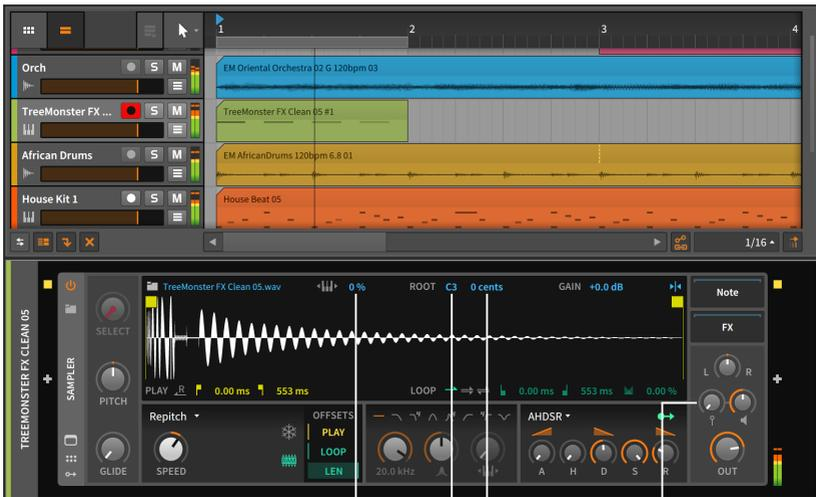 1 2 3 4
Orch S M
EM Oriental Orchestra 02 G 120bpm 03
TreeMonster FX ... S M
TreeMonster FX Clean 05 #1
African Drums S M
EM AfricanDrums 120bpm 6.8 01
House Kit 1 S M
House Beat 05
1/16
TREEMONSTER FX CLEAN 05
SAMPLER
SELECT
PITCH
GLIDE
TreeMonster FX Clean 05.wav 0 % ROOT C3 0 cents GAIN +0.0 dB
PLAY R 0.00 ms 553 ms LOOP 0.00 ms 553 ms 0.00 %
Repitch
SPEED
OFFSETS
PLAY
LOOP
LEN
20.0 kHz
AHDSR
A H D S R
Note
FX
L R
OUT